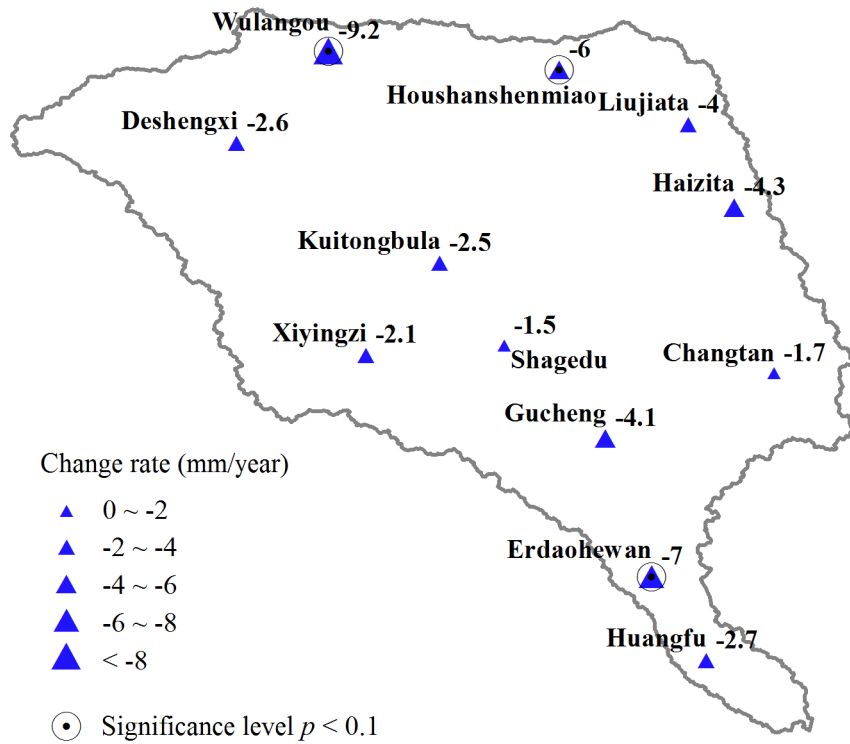 Wulangou -9.2
-6
Houshanshenmiao
Liujiata -4
Deshengxi -2.6
Haizita -4.3
Kuitongbula -2.5
Xiyingzi -2.1
-1.5
Shagedu
Changtan -1.7
Gucheng -4.1
Change rate (mm/year)
0 ~ -2
-2 ~ -4
-4 ~ -6
-6 ~ -8
< -8
Erdaohewan -7
Huangfu -2.7
Significance level p < 0.1